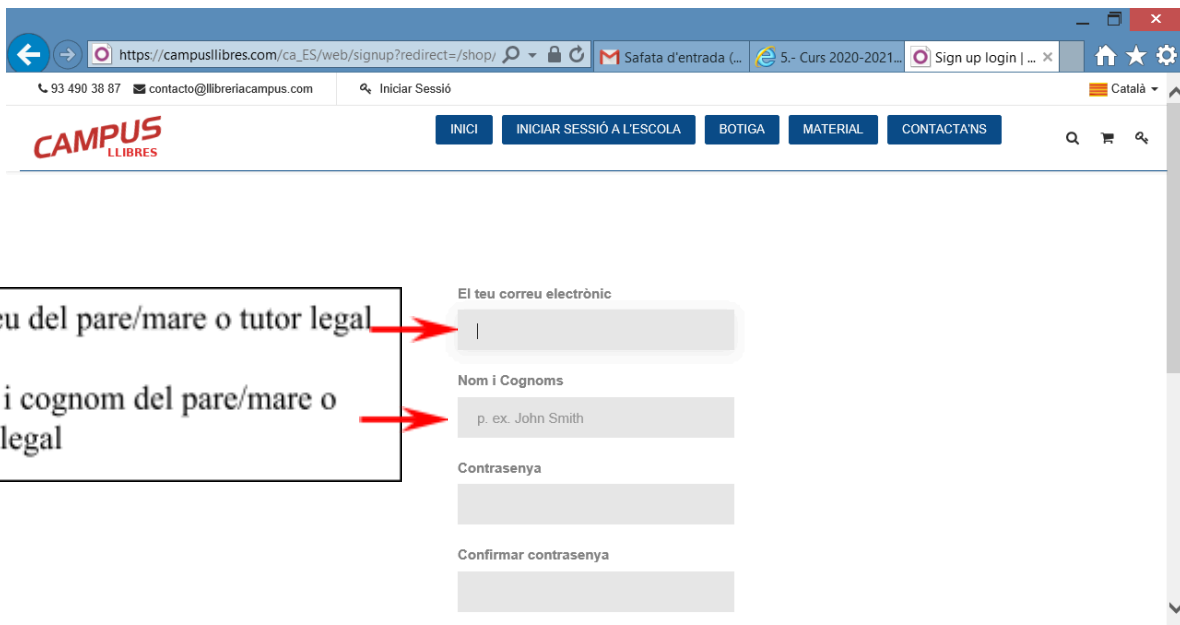 https://campusllibres.com/ca_ES/web/signup?redirect=/shop/
Safata d'entrada (...
5.- Curs 2020-2021...
Sign up login | ...
93 490 38 87
contacto@llibreriacampus.com
Iniciar Sessió
Català
CAMPUS
LLIBRES
INICI
INICIAR SESSIÓ A L'ESCOLA
BOTIGA
MATERIAL
CONTACTA'NS
El teu correu electrònic
del pare/mare o tutor legal
Nom i Cognoms
i cognom del pare/mare o
p. ex. John Smith
legal
Contrasenya
Confirmar contrasenya